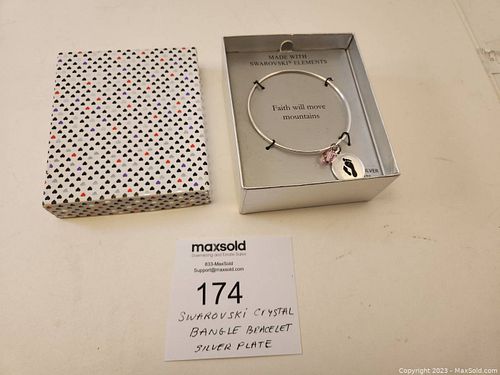 MADE WITH
SWAROVSKI® ELEMENTS
Faith will move
mountains
maxsold
Downsizing and Estate Sales
833-MaxSold
Support@maxsold.com
174
SWAROVSKI CRYSTAL
BANGLE BRACELET
SILVER PLATE
Copyright 2023 - MaxSold.com